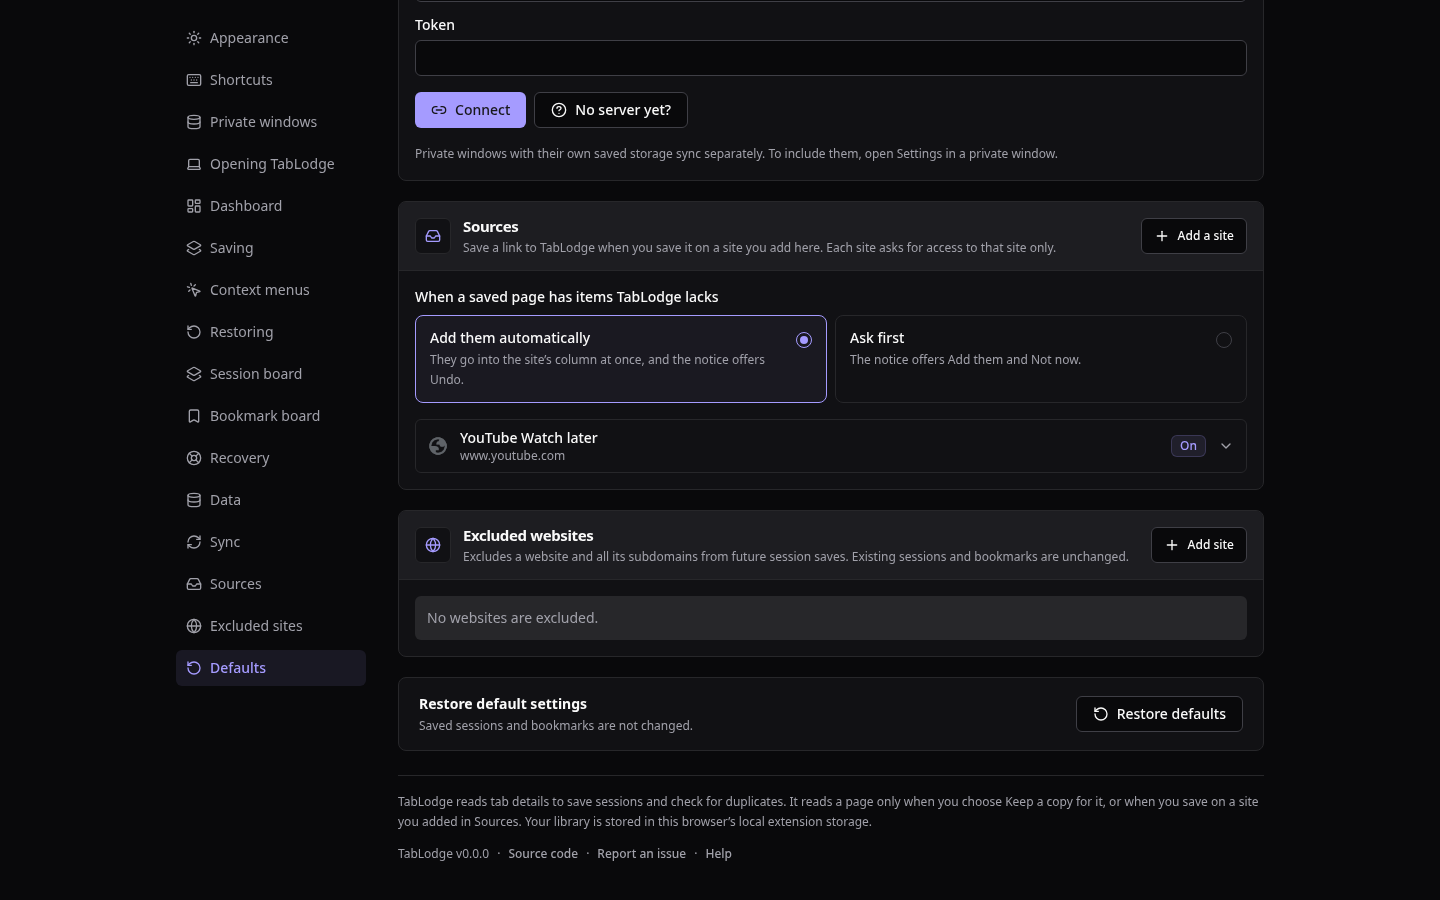 Appearance
Shortcuts
Private windows
Opening TabLodge
Dashboard
Saving
Context menus
Restoring
Session board
Bookmark board
Recovery
Data
Sync
Sources
Excluded sites
Defaults
Token
Connect
No server yet?
Private windows with their own saved storage sync separately. To include them, open Settings in a private window.
Sources
Save a link to TabLodge when you save it on a site you add here. Each site asks for access to that site only.
Add a site
When a saved page has items TabLodge lacks
Add them automatically
They go into the site’s column at once, and the notice offers
Undo.
Ask first
The notice offers Add them and Not now.
YouTube Watch later
www.youtube.com
On
Excluded websites
Excludes a website and all its subdomains from future session saves. Existing sessions and bookmarks are unchanged.
Add site
No websites are excluded.
Restore default settings
Saved sessions and bookmarks are not changed.
Restore defaults
TabLodge reads tab details to save sessions and check for duplicates. It reads a page only when you choose Keep a copy for it, or when you save on a site
you added in Sources. Your library is stored in this browser’s local extension storage.
TabLodge v0.0.0 · Source code · Report an issue · Help